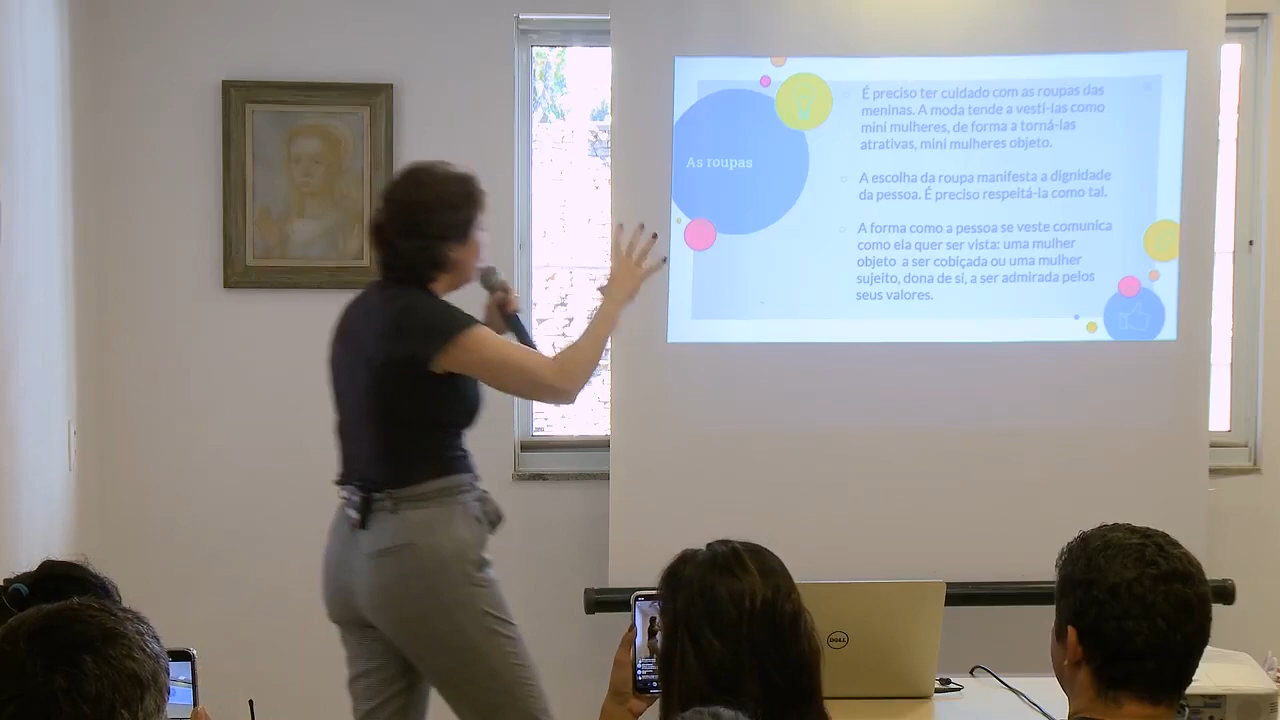 As roupas
É preciso ter cuidado com as roupas das
meninas. A moda tende a vestí-las como
mini mulheres, de forma a torná-las
atrativas, mini mulheres objeto.
A escolha da roupa manifesta a dignidade
da pessoa. É preciso respeitá-la como tal.
A forma como a pessoa se veste comunica
como ela quer ser vista: uma mulher
objeto a ser cobiçada ou uma mulher
sujeito, dona de si, a ser admirada pelos
seus valores.
DELL